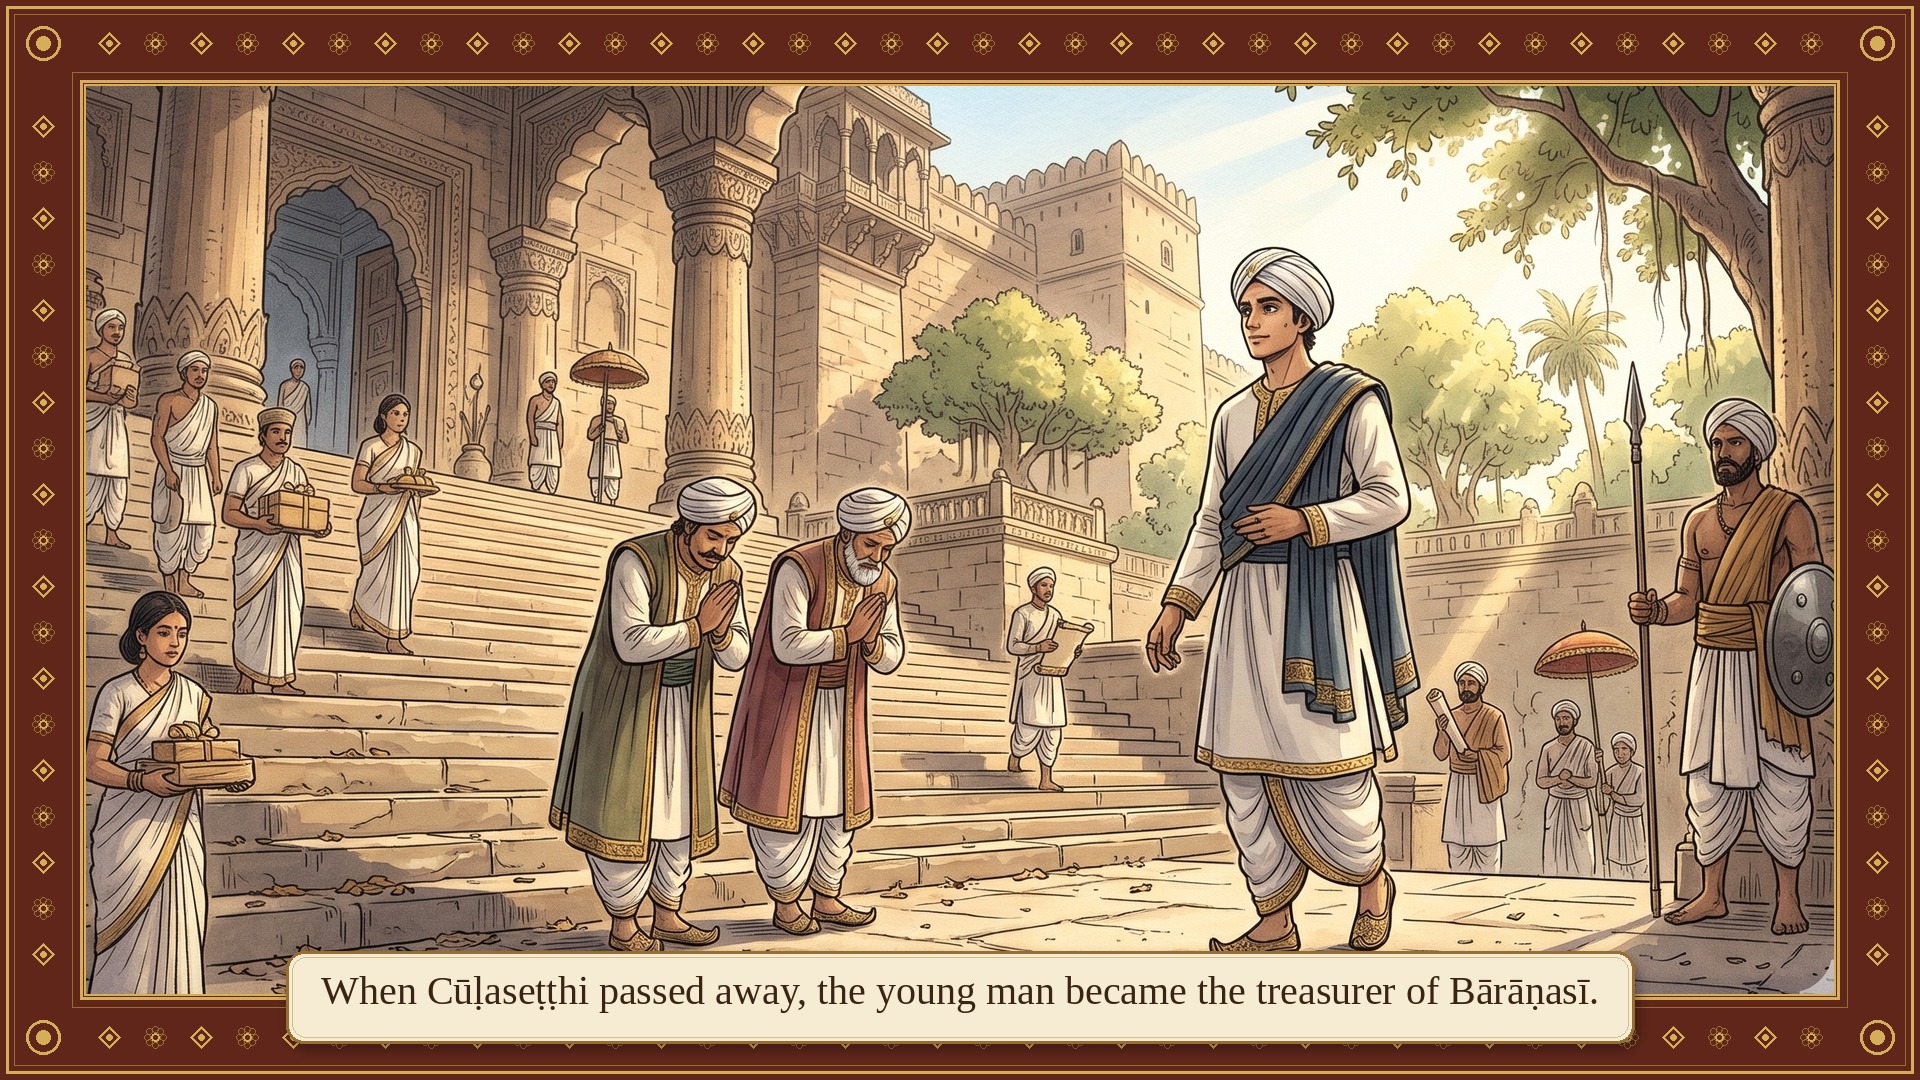 When Cūḷaseṭṭhi passed away, the young man became the treasurer of Bārāṇasī.